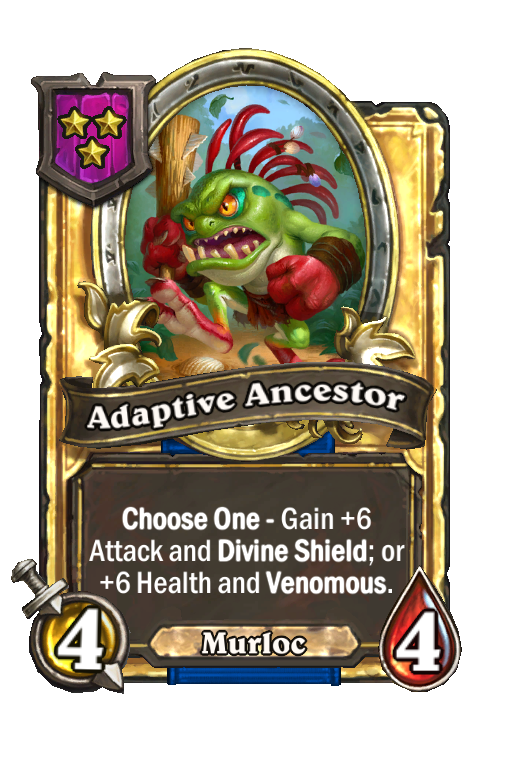 Adaptive Ancestor
Choose One - Gain +6
Attack and Divine Shield; or
+6 Health and Venomous.
4
Murloc
4